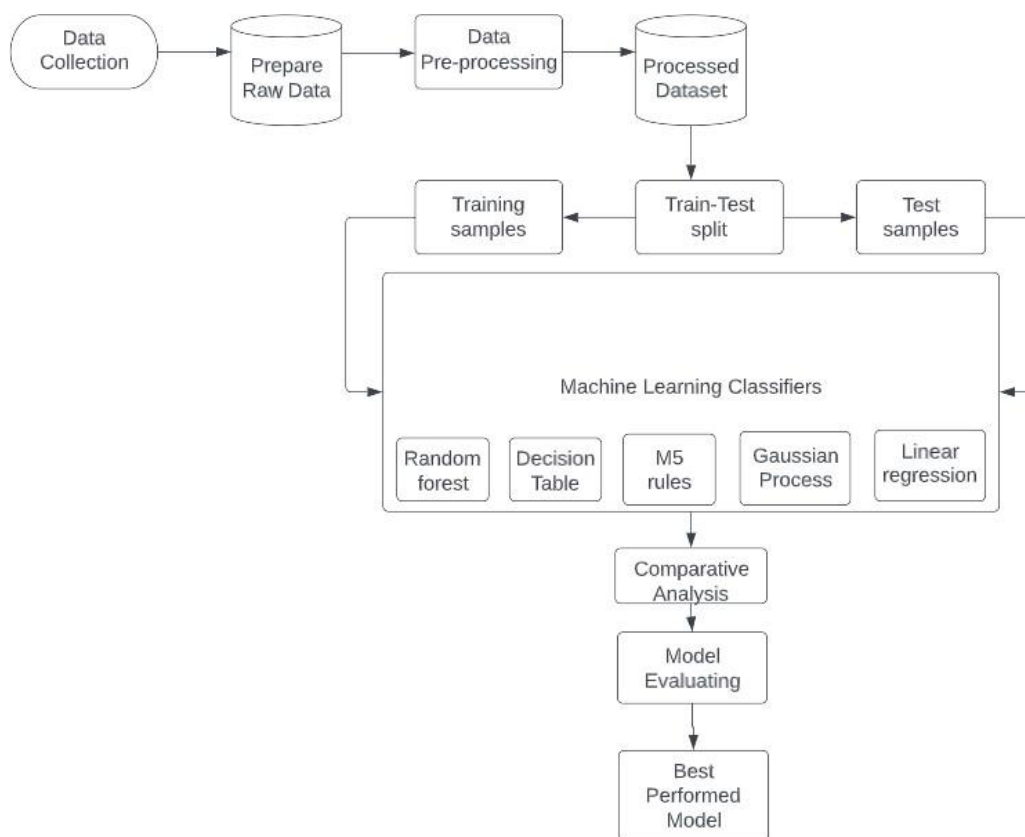 Data
Collection
Prepare
Raw Data
Data
Pre-processing
Processed
Dataset
Training
samples
Train-Test
split
Test
samples
Machine Learning Classifiers
Random
forest
Decision
Table
M5
rules
Gaussian
Process
Linear
regression
Comparative
Analysis
Model
Evaluating
Best
Performed
Model